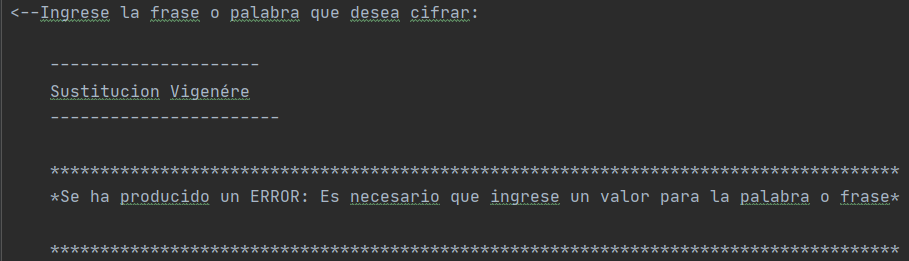 <--Ingrese la frase o palabra que desea cifrar:
---------------------
Sustitucion Vigenére
-----------------------
*************************************************************************************
*Se ha producido un ERROR: Es necesario que ingrese un valor para la palabra o frase*
*************************************************************************************